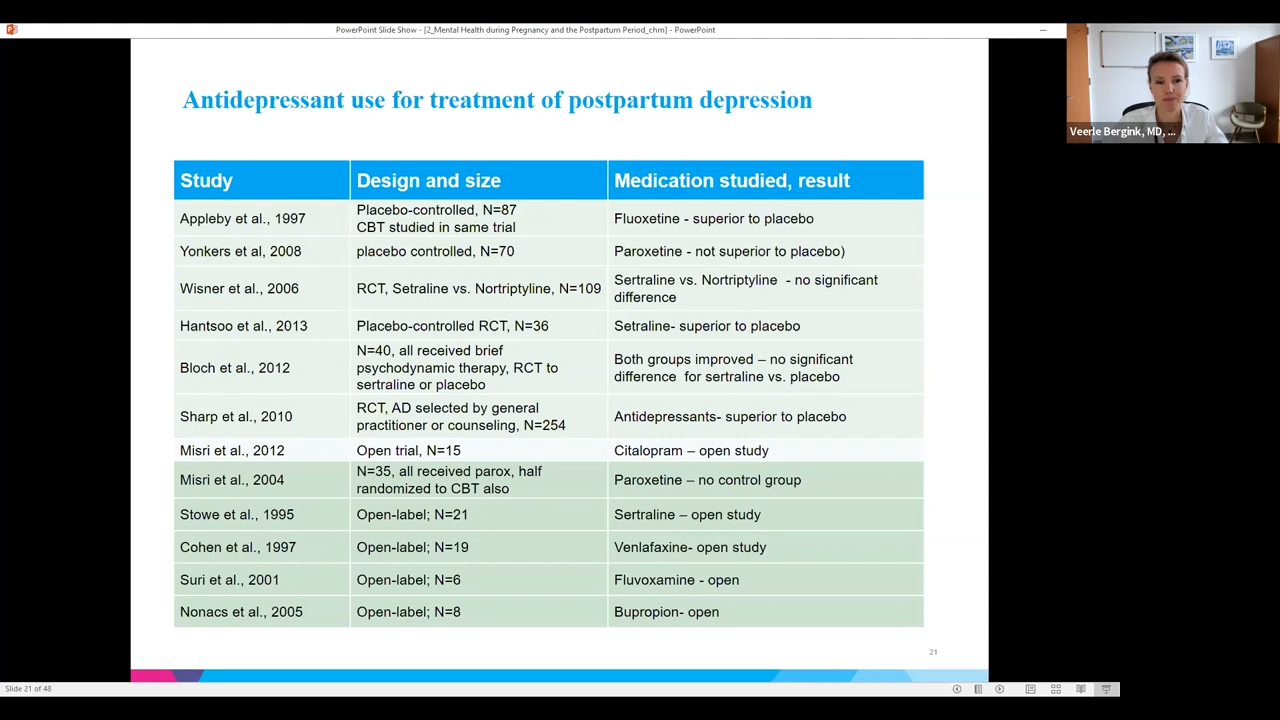 PowerPoint Slide Show - [2_Mental Health during Pregnancy and the Postpartum Period_chm] - PowerPoint
Veerle Bergink, MD, ...
Antidepressant use for treatment of postpartum depression
Study Design and size Medication studied, result
Appleby et al., 1997 Placebo-controlled, N=87 Fluoxetine - superior to placebo
CBT studied in same trial
Yonkers et al, 2008 placebo controlled, N=70 Paroxetine - not superior to placebo)
Wisner et al., 2006 RCT, Setraline vs. Nortriptyline, N=109 Sertraline vs. Nortriptyline - no significant
difference
Hantsoo et al., 2013 Placebo-controlled RCT, N=36 Setraline- superior to placebo
Bloch et al., 2012 N=40, all received brief Both groups improved – no significant
psychodynamic therapy, RCT to difference for sertraline vs. placebo
sertraline or placebo
Sharp et al., 2010 RCT, AD selected by general Antidepressants- superior to placebo
practitioner or counseling, N=254
Misri et al., 2012 Open trial, N=15 Citalopram – open study
Misri et al., 2004 N=35, all received parox, half Paroxetine – no control group
randomized to CBT also
Stowe et al., 1995 Open-label; N=21 Sertraline – open study
Cohen et al., 1997 Open-label; N=19 Venlafaxine- open study
Suri et al., 2001 Open-label; N=6 Fluvoxamine - open
Nonacs et al., 2005 Open-label; N=8 Bupropion- open
21
Slide 21 of 48